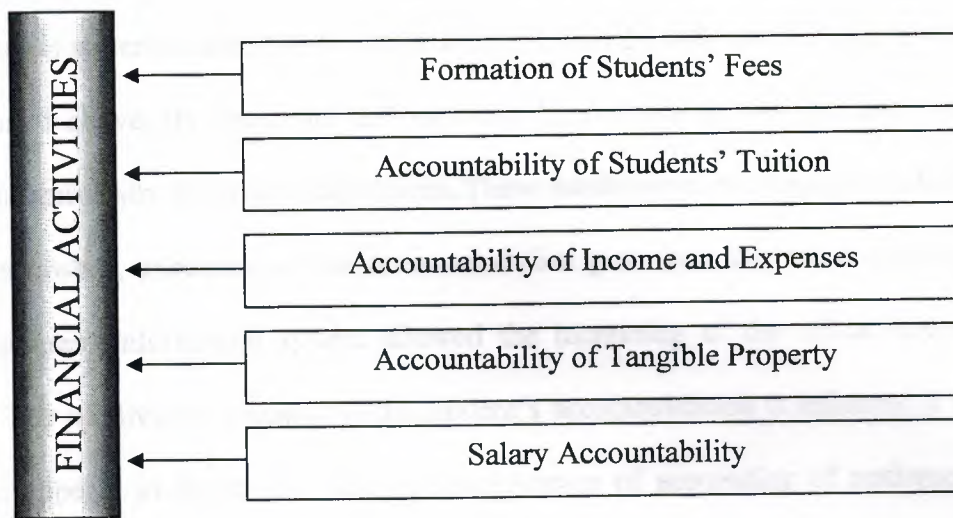 FINANCIAL ACTIVITIES
Formation of Students' Fees
Accountability of Students' Tuition
Accountability of Income and Expenses
Accountability of Tangible Property
Salary Accountability